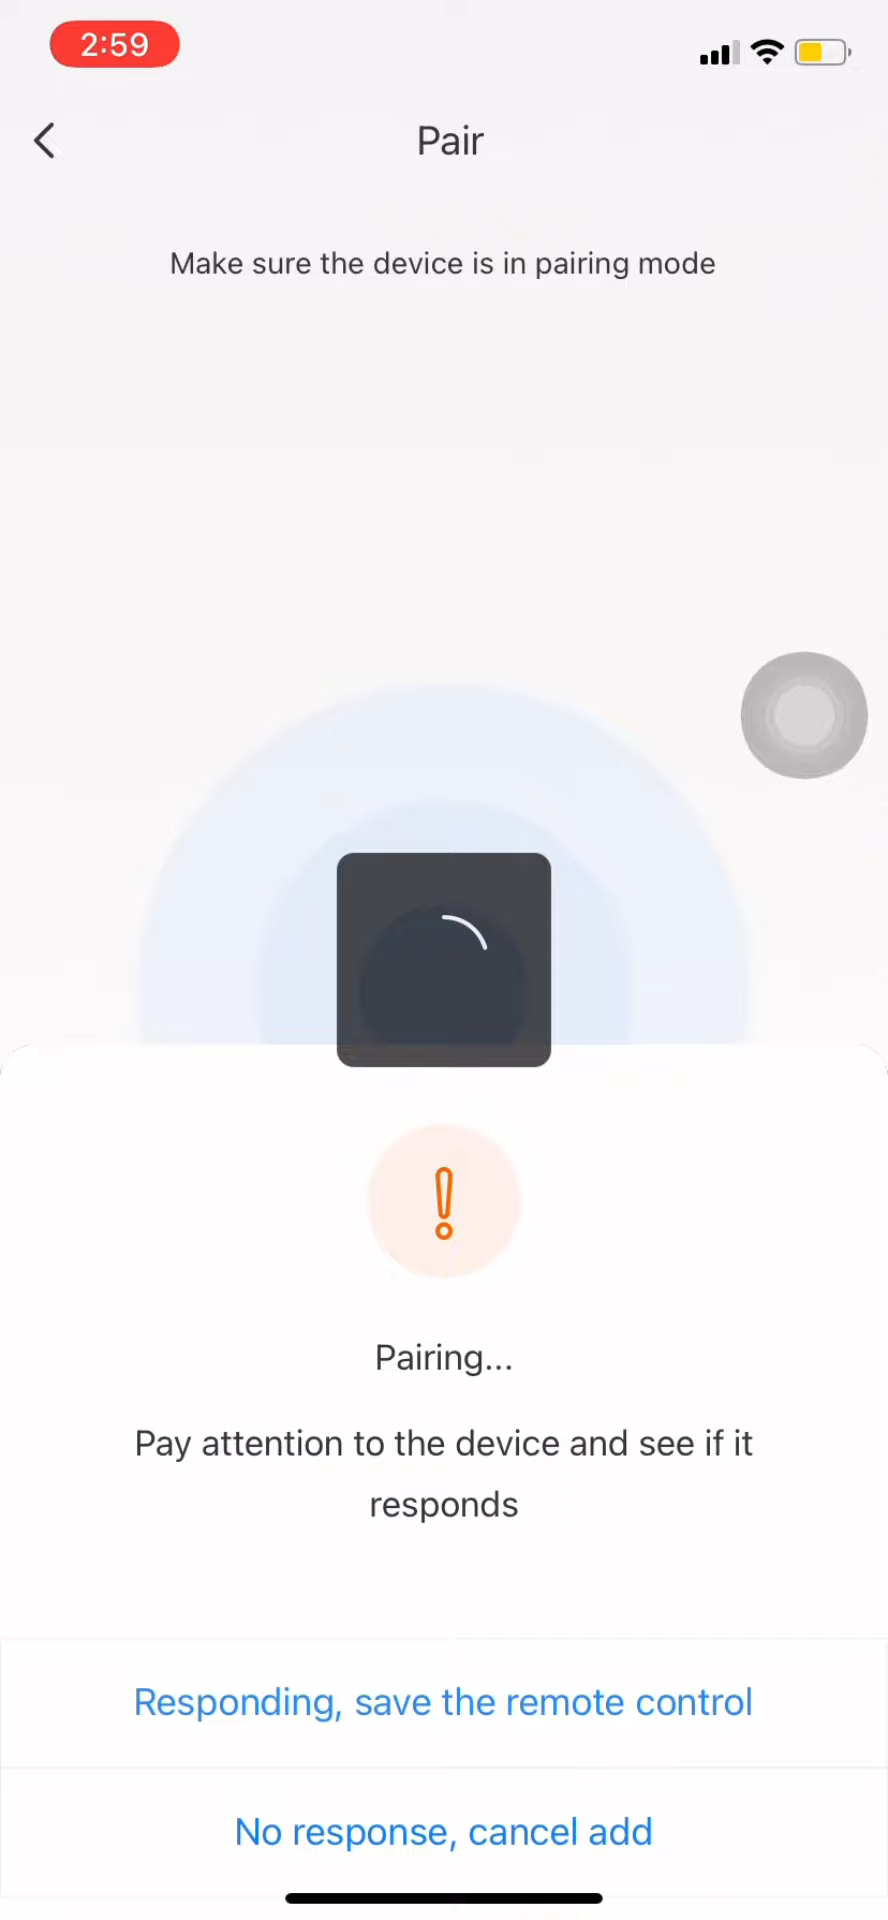 2:59
Pair
Make sure the device is in pairing mode
Pairing...
Pay attention to the device and see if it
responds
Responding, save the remote control
No response, cancel add